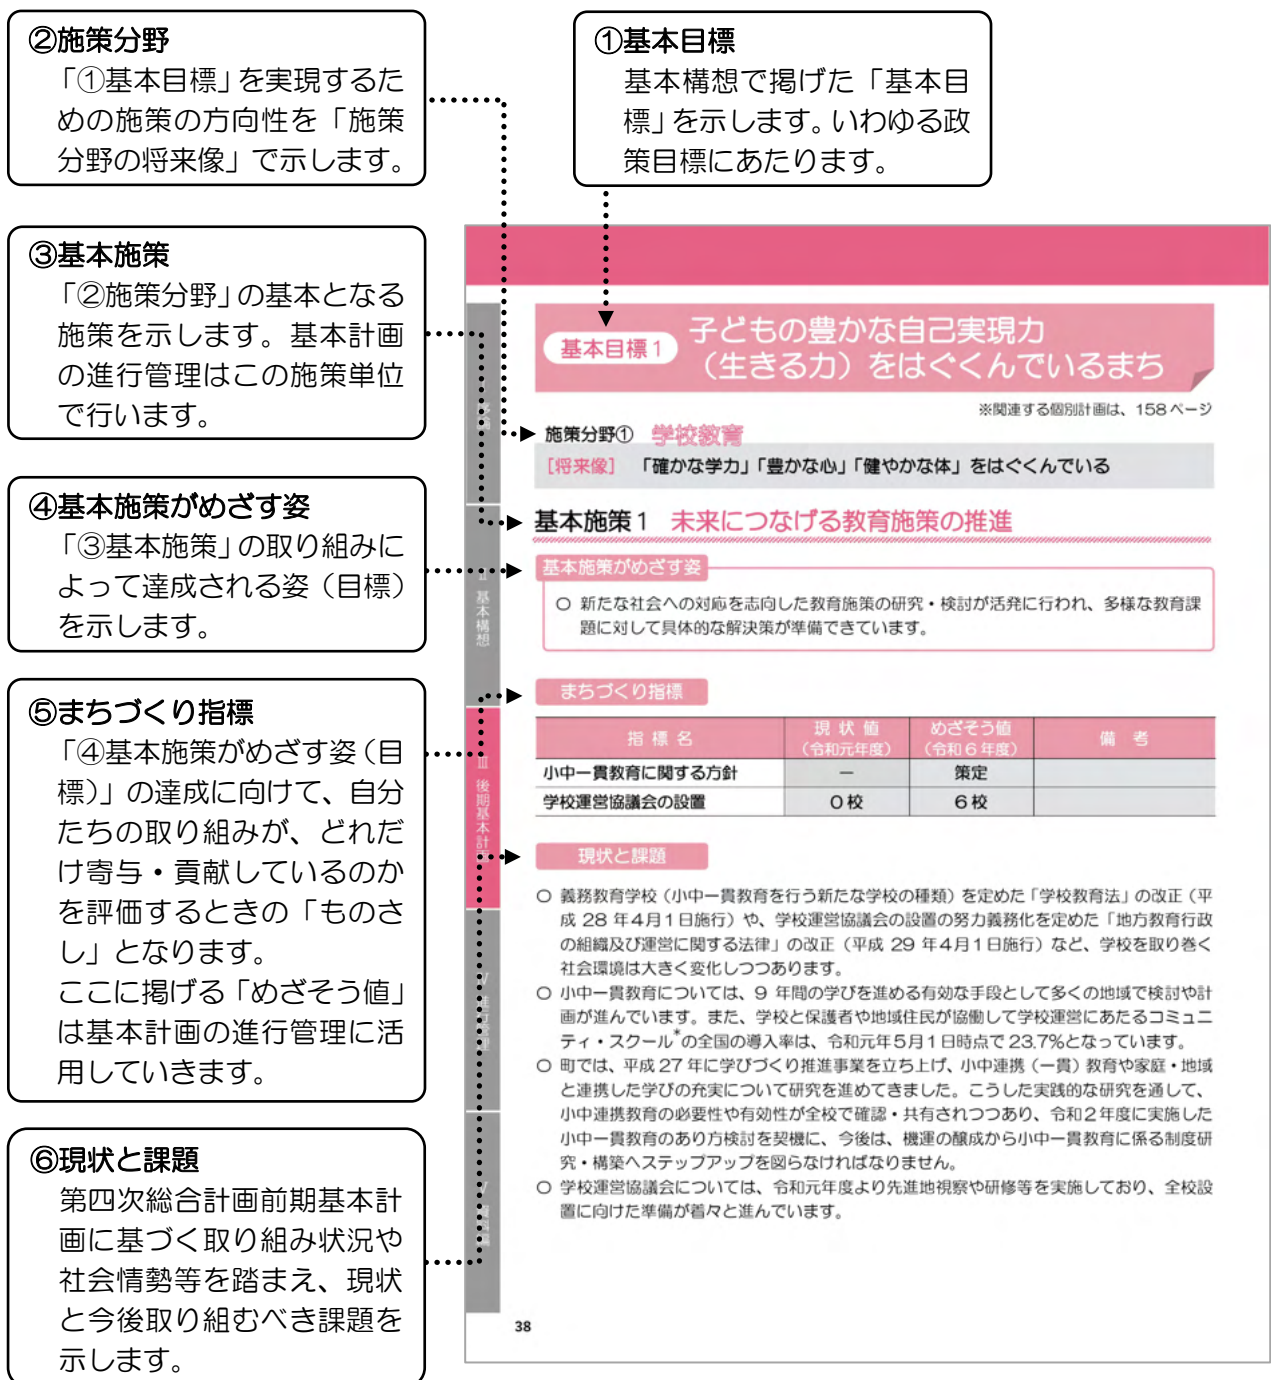 ②施策分野
「①基本目標」を実現するた
めの施策の方向性を「施策
分野の将来像」で示します。
①基本目標
基本構想で掲げた「基本目
標」を示します。いわゆる政
策目標にあたります。
③基本施策
「②施策分野」の基本となる
施策を示します。基本計画
の進行管理はこの施策単位
で行います。
④基本施策がめざす姿
「③基本施策」の取り組みに
よって達成される姿（目標）
を示します。
⑤まちづくり指標
「④基本施策がめざす姿（目
標）」の達成に向けて、自分
たちの取り組みが、どれだ
け寄与・貢献しているのか
を評価するときの「ものさ
し」となります。
ここに掲げる「めざそう値」
は基本計画の進行管理に活
用していきます。
⑥現状と課題
第四次総合計画前期基本計
画に基づく取り組み状況や
社会情勢等を踏まえ、現状
と今後取り組むべき課題を
示します。
基本目標１ 子どもの豊かな自己実現力
（生きる力）をはぐくんでいるまち
※関連する個別計画は、158 ページ
施策分野① 学校教育
［将来像］ 「確かな学力」「豊かな心」「健やかな体」をはぐくんでいる
基本施策１ 未来につなげる教育施策の推進
基本施策がめざす姿
○ 新たな社会への対応を志向した教育施策の研究・検討が活発に行われ、多様な教育課
題に対して具体的な解決策が準備できています。
まちづくり指標
指標名 現状値（令和元年度） めざそう値（令和６年度） 備考
小中一貫教育に関する方針 － 策定
学校運営協議会の設置 ０校 ６校
現状と課題
○ 義務教育学校（小中一貫教育を行う新たな学校の種類）を定めた「学校教育法」の改正（平
成 28 年４月１日施行）や、学校運営協議会の設置の努力義務化を定めた「地方教育行政
の組織及び運営に関する法律」の改正（平成 29 年４月１日施行）など、学校を取り巻く
社会環境は大きく変化しつつあります。
○ 小中一貫教育については、9 年間の学びを進める有効な手段として多くの地域で検討や計
画が進んでいます。また、学校と保護者や地域住民が協働して学校運営にあたるコミュニ
ティ・スクール*の全国の導入率は、令和元年５月１日時点で 23.7%となっています。
○ 町では、平成 27 年に学びづくり推進事業を立ち上げ、小中連携（一貫）教育や家庭・地域
と連携した学びの充実について研究を進めてきました。こうした実践的な研究を通して、
小中連携教育の必要性や有効性が全校で確認・共有されつつあり、令和２年度に実施した
小中一貫教育のあり方検討を契機に、今後は、機運の醸成から小中一貫教育に係る制度研
究・構築へステップアップを図らなければなりません。
○ 学校運営協議会については、令和元年度より先進地視察や研修等を実施しており、全校設
置に向けた準備が着々と進んでいます。
Ⅱ 基本構想
Ⅲ 後期基本計画
38